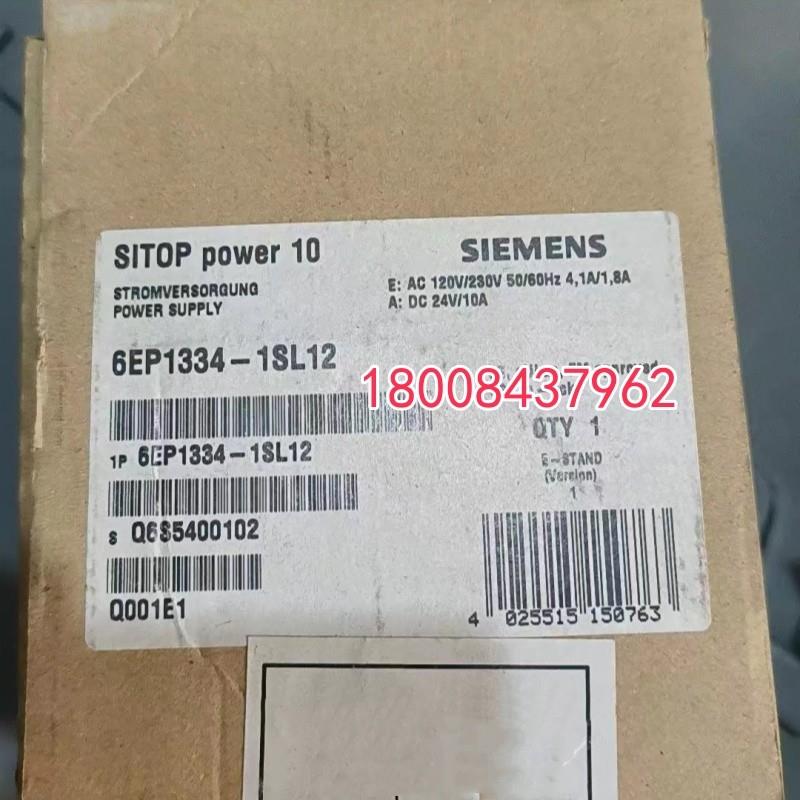 SITOP power 10
SIEMENS
STROMVERSORGUNG
POWER SUPPLY
E: AC 120V/230V 50/60Hz 4,1A/1,8A
A: DC 24V/10A
6EP1334-1SL12
approved
18008437962
QTY 1
1P 6EP1334-1SL12
E-STAND
(Version)
1
S Q6S5400102
Q001E1
4 025515 150763